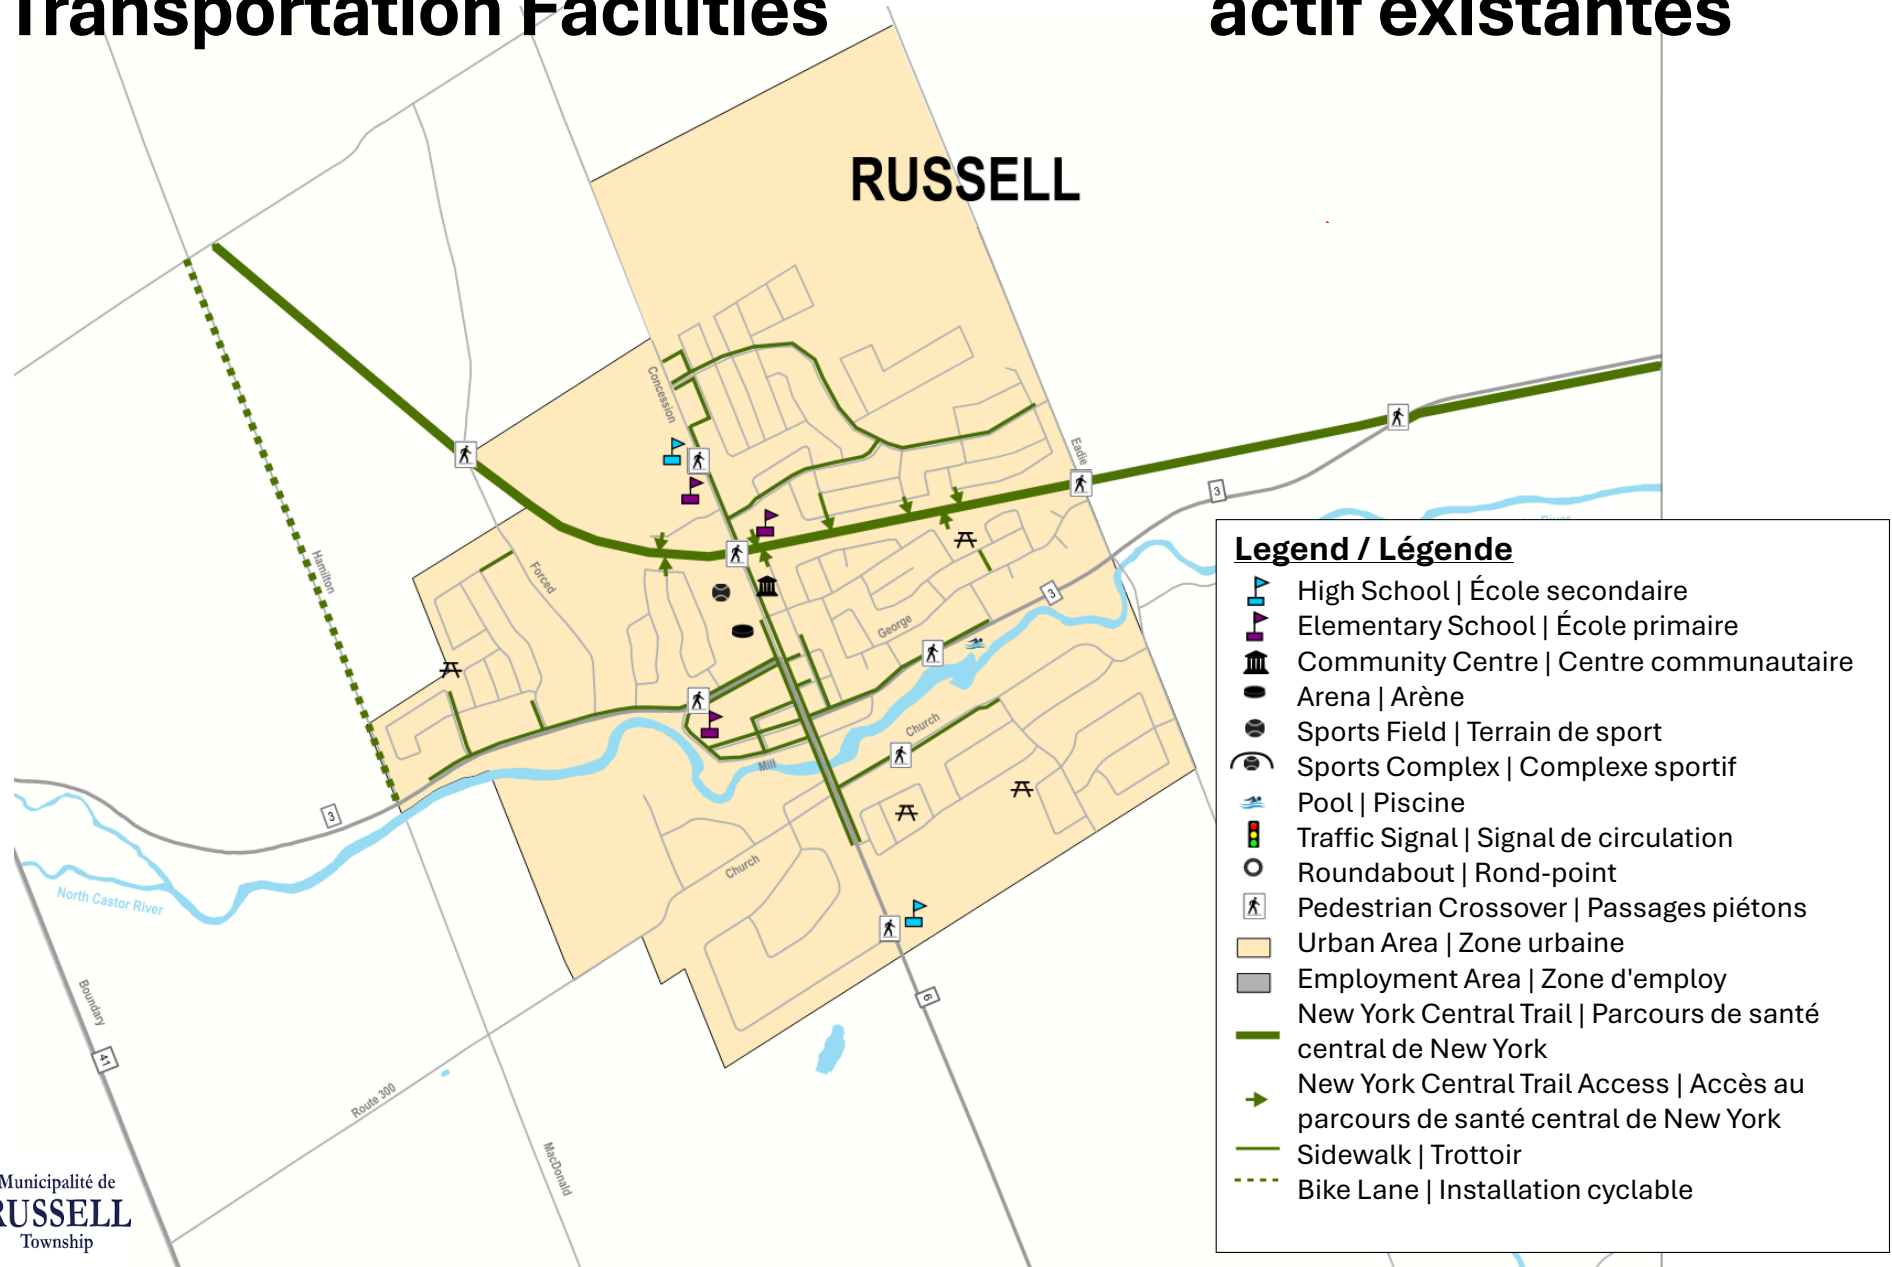 Transportation Facilities
actif existantes
RUSSELL
Concession
Eadie
3
Hamilton
Forced
3
George
Church
Mill
3
Church
North Castor River
Boundary
6
41
Route 300
MacDonald
River
Legend / Légende
High School | École secondaire
Elementary School | École primaire
Community Centre | Centre communautaire
Arena | Arène
Sports Field | Terrain de sport
Sports Complex | Complexe sportif
Pool | Piscine
Traffic Signal | Signal de circulation
Roundabout | Rond-point
Pedestrian Crossover | Passages piétons
Urban Area | Zone urbaine
Employment Area | Zone d'employ
New York Central Trail | Parcours de santé
central de New York
New York Central Trail Access | Accès au
parcours de santé central de New York
Sidewalk | Trottoir
Bike Lane | Installation cyclable
Municipalité de
RUSSELL
Township